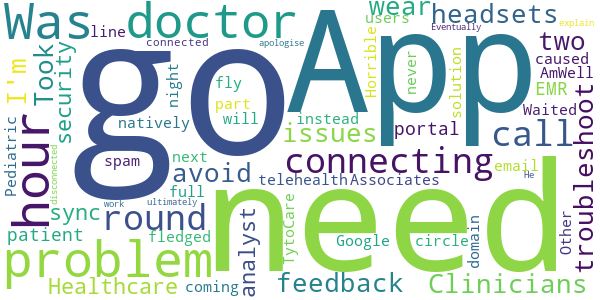 Was
doctor
go
App
wear
headsets
line
connected
apologise
users
Eventually
explain
two
caused
AmWell
EMR
I'm
Took
security
night
fly
part
will
Horrible
never
solution
natively
instead
issues
portal
call
Waited
Pediatric
hour
spam
next
avoid
connecting
email
He
troubleshoot
disconnected
work
ultimately
telehealth
Associates
sync
round
full
need
patient
fledged
analyst
TytoCare
Google
circle
domain
Other
problem
Healthcare
coming
feedback
Clinicians